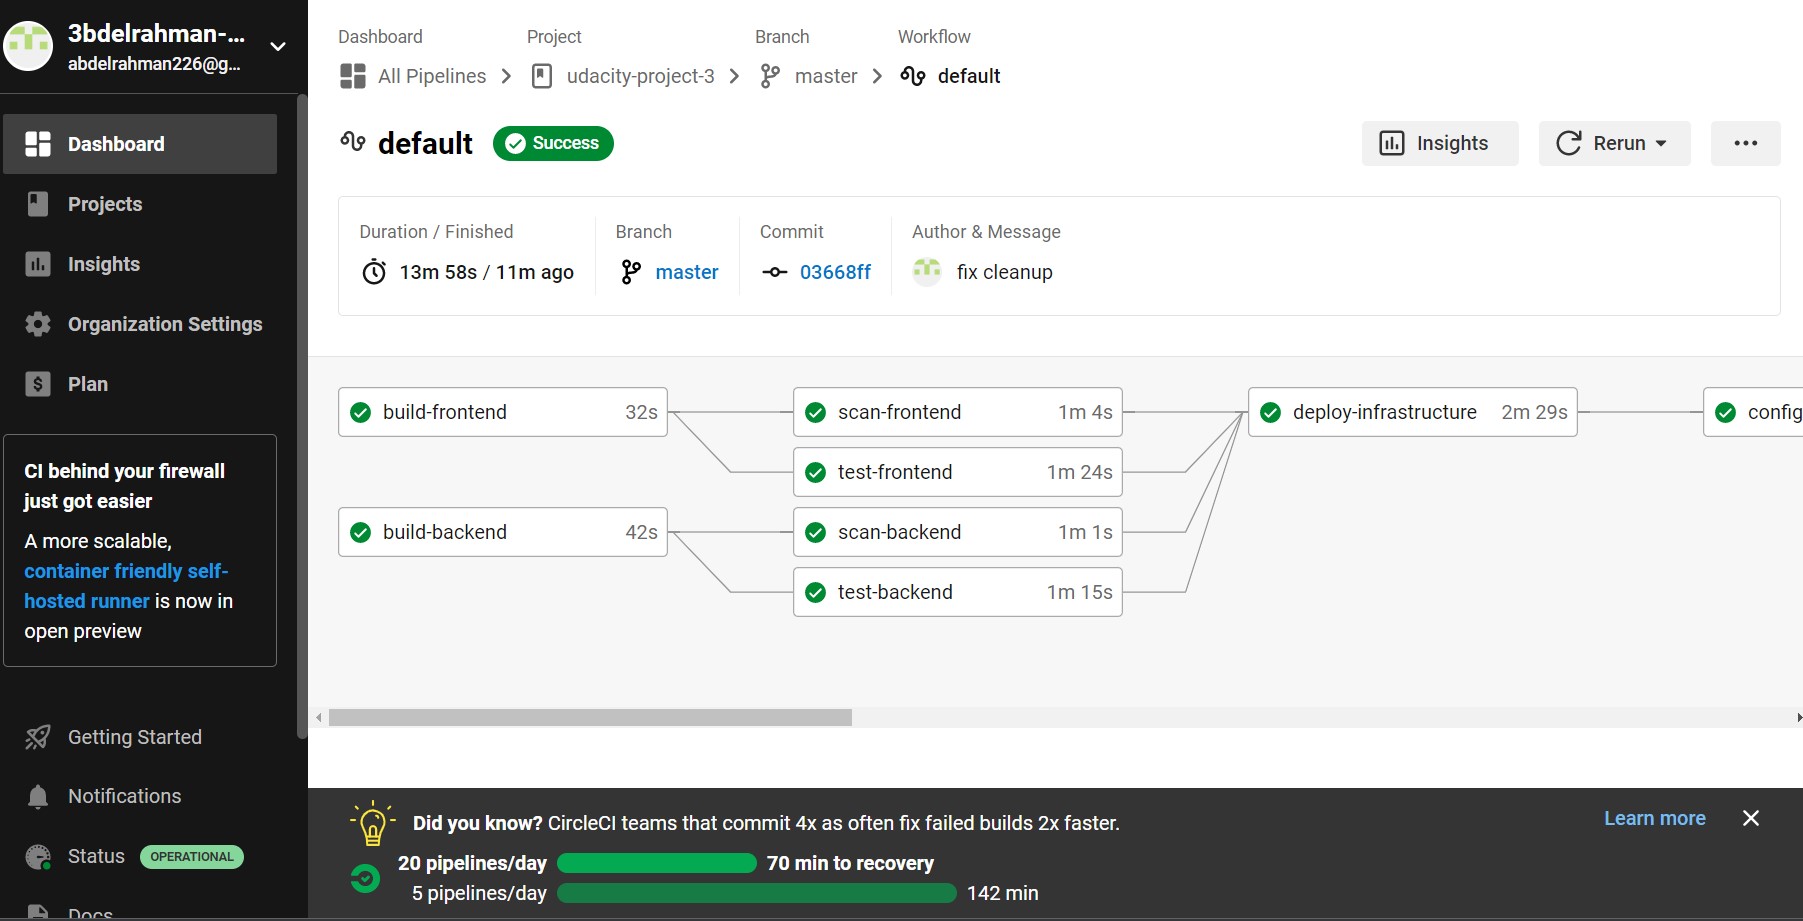 3bdelrahman-...
abdelrahman226@g...
Dashboard
Projects
Insights
Organization Settings
Plan
CI behind your firewall
just got easier
A more scalable,
container friendly self-
hosted runner is now in
open preview
Getting Started
Notifications
Status OPERATIONAL
Docs
Dashboard Project Branch Workflow
All Pipelines udacity-project-3 master default
default Success Insights Rerun
Duration / Finished Branch Commit Author & Message
13m 58s / 11m ago master 03668ff fix cleanup
build-frontend 32s scan-frontend 1m 4s deploy-infrastructure 2m 29s config
test-frontend 1m 24s
build-backend 42s scan-backend 1m 1s
test-backend 1m 15s
Did you know? CircleCI teams that commit 4x as often fix failed builds 2x faster. Learn more
20 pipelines/day 70 min to recovery
5 pipelines/day 142 min